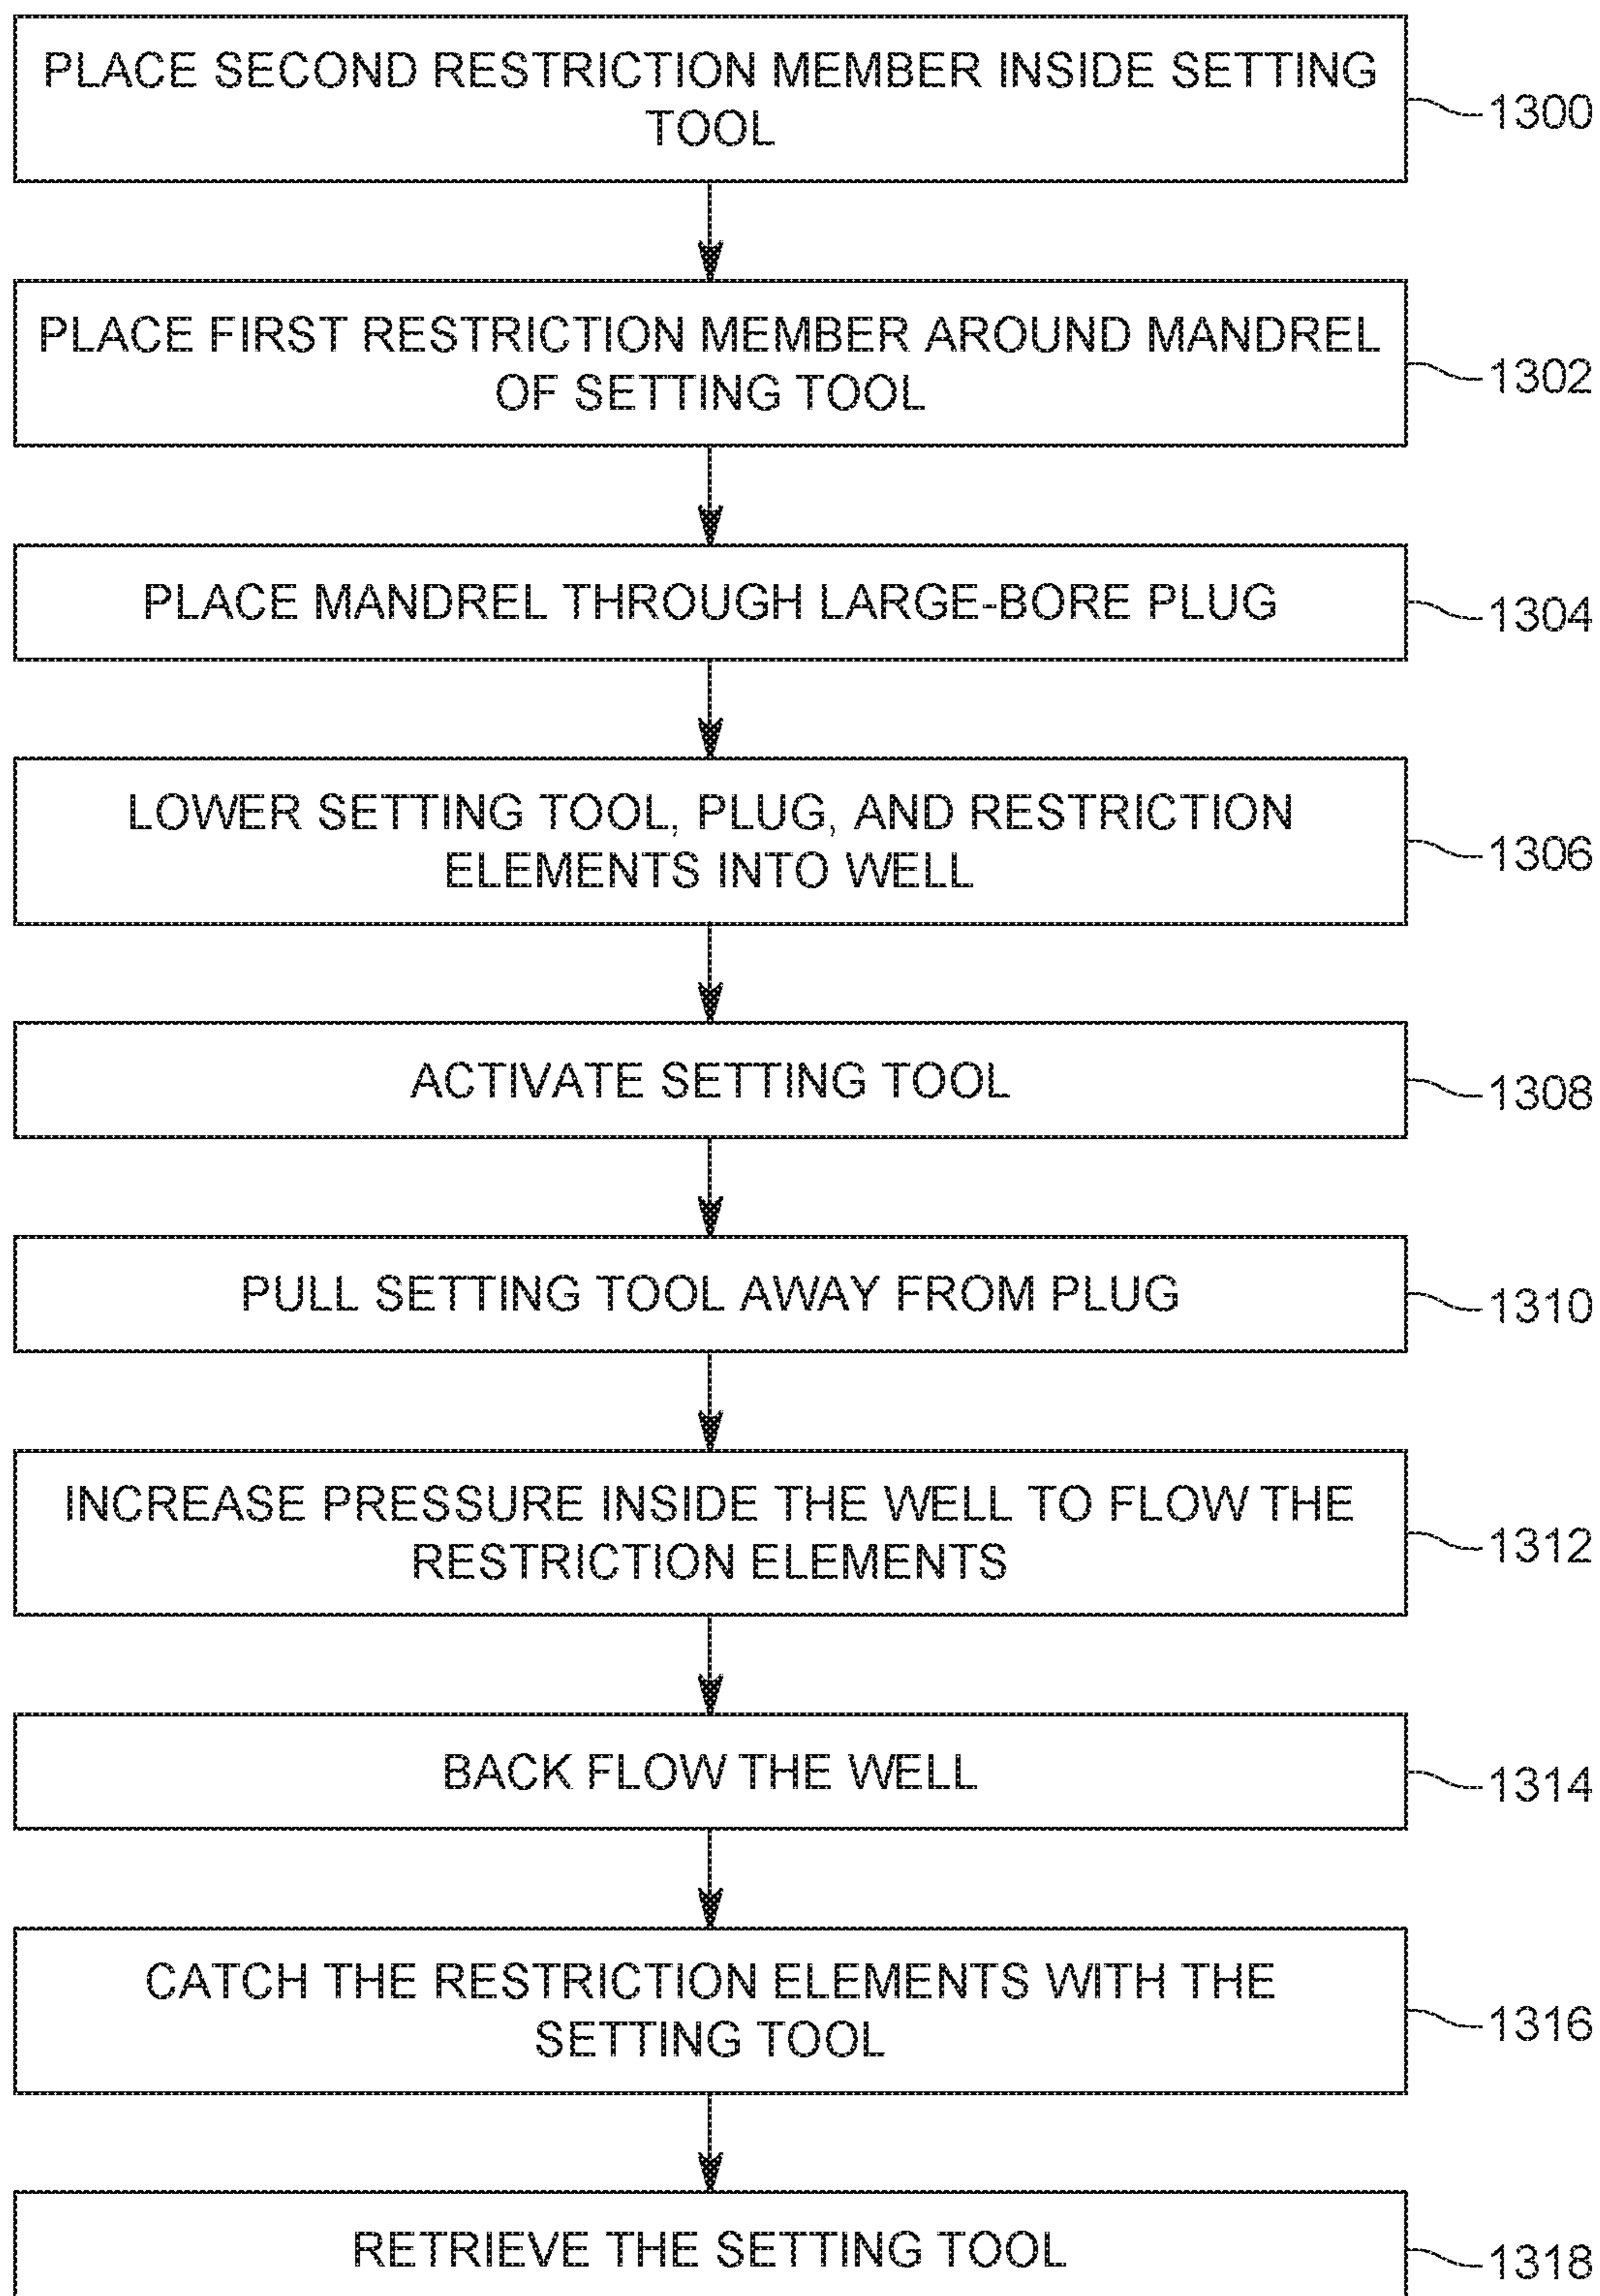 PLACE SECOND RESTRICTION MEMBER INSIDE SETTING
TOOL
1300
PLACE FIRST RESTRICTION MEMBER AROUND MANDREL
OF SETTING TOOL
1302
PLACE MANDREL THROUGH LARGE-BORE PLUG
1304
LOWER SETTING TOOL, PLUG, AND RESTRICTION
ELEMENTS INTO WELL
1306
ACTIVATE SETTING TOOL
1308
PULL SETTING TOOL AWAY FROM PLUG
1310
INCREASE PRESSURE INSIDE THE WELL TO FLOW THE
RESTRICTION ELEMENTS
1312
BACK FLOW THE WELL
1314
CATCH THE RESTRICTION ELEMENTS WITH THE
SETTING TOOL
1316
RETRIEVE THE SETTING TOOL
1318